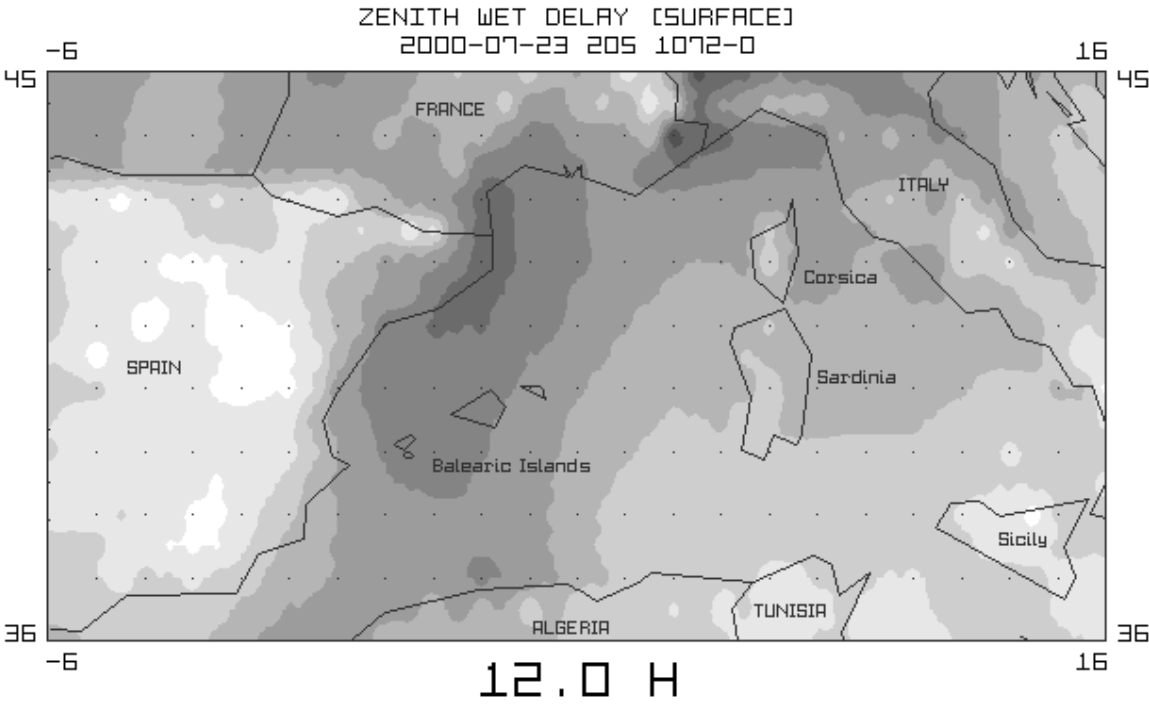 ZENITH WET DELAY [SURFACE]
2000-07-23 205 1072-0
-6 16
45 45
FRANCE
ITALY
Corsica
SPAIN
Sardinia
Balearic Islands
Sicily
TUNISIA
ALGERIA
36 36
-6 16
12.0 H